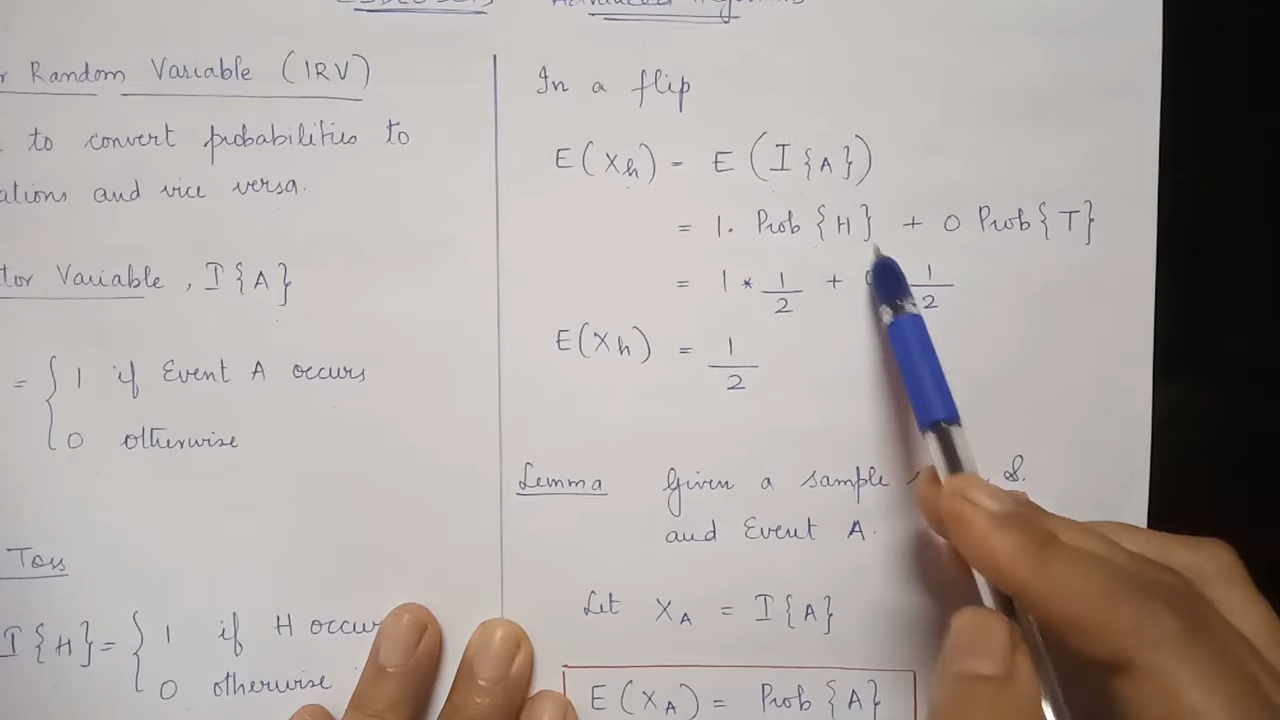 Random Variable (IRV)
to convert probabilities to
and vice versa.
Variable, I{A}
= { 1 if Event A occurs
0 otherwise
Toss
I{H} = { 1 if H occur
0 otherwise
In a flip
E(Xh) = E(I{A})
= 1. Prob{H} + 0 Prob{T}
= 1 * 1/2 + 1/2
E(Xh) = 1/2
Lemma Given a sample S.
and Event A.
Let XA = I{A}
E(XA) = Prob{A}